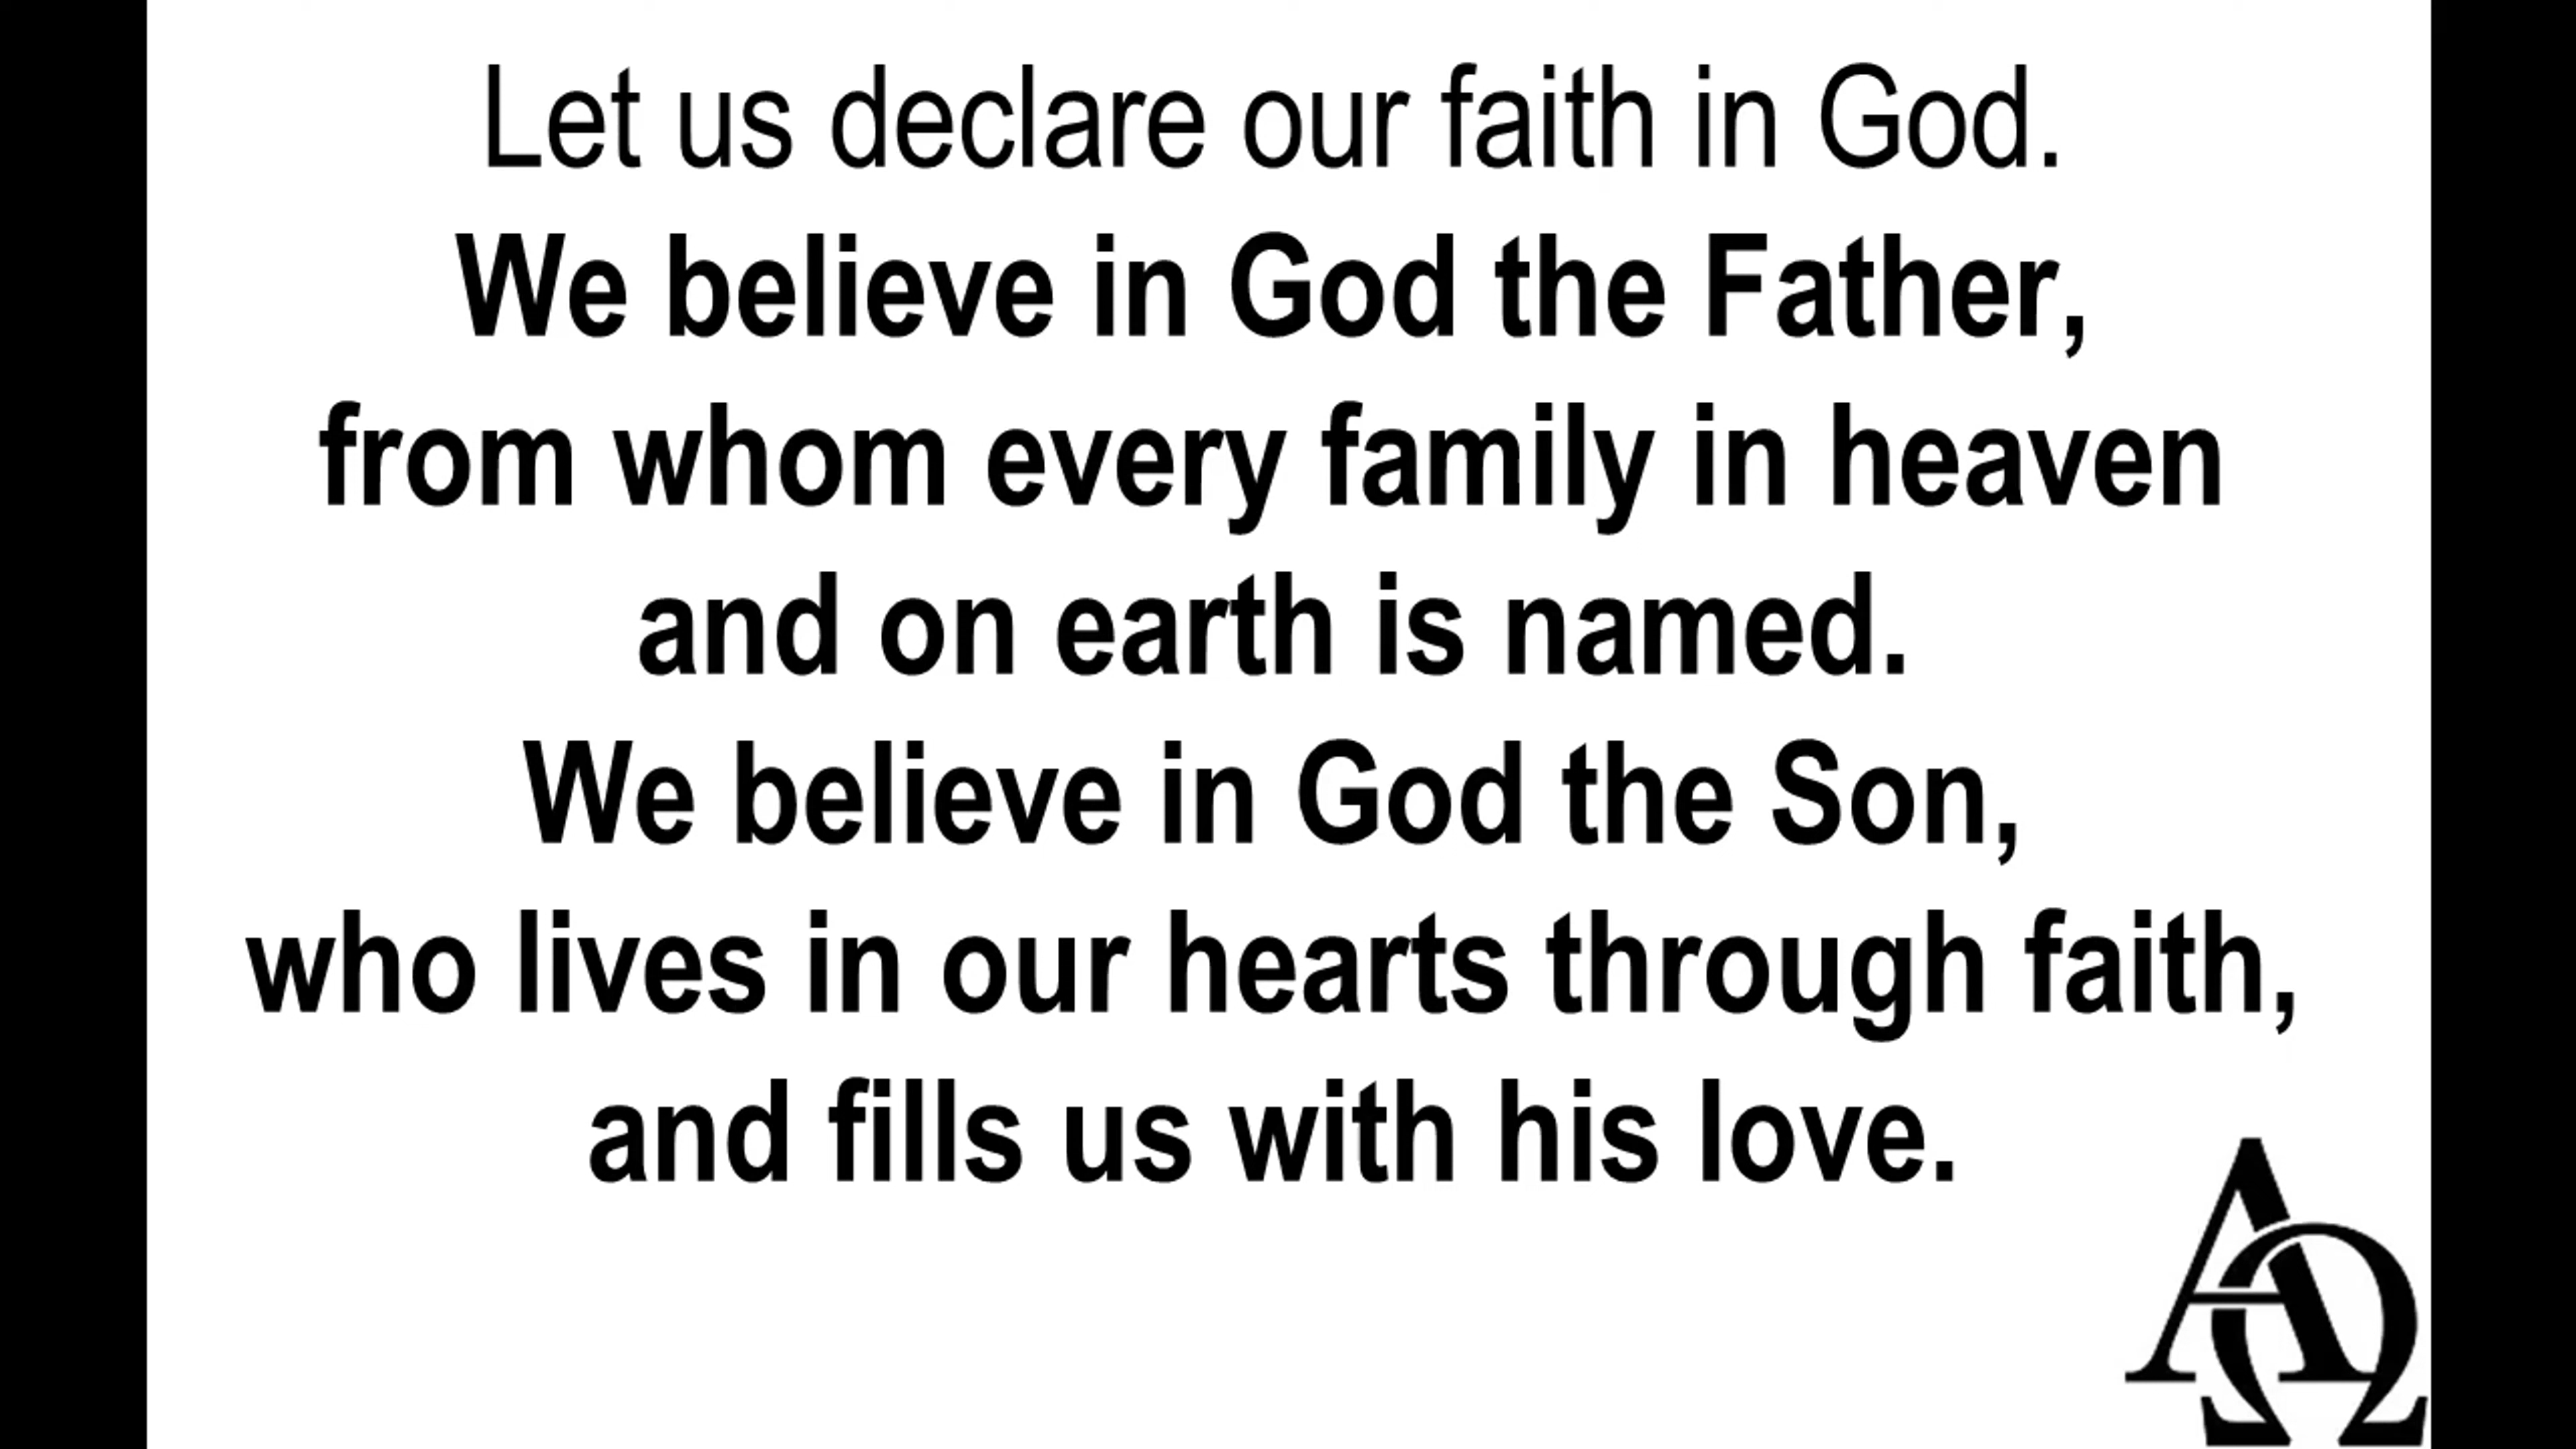 Let us declare our faith in God.
We believe in God the Father,
from whom every family in heaven
and on earth is named.
We believe in God the Son,
who lives in our hearts through faith,
and fills us with his love.
ΑΩ